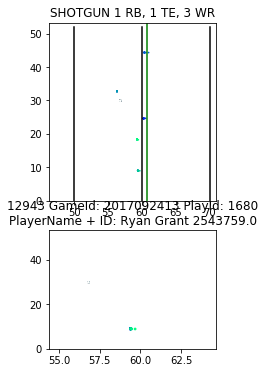 SHOTGUN 1 RB, 1 TE, 3 WR
50
40
30
20
10
0
50 55 60 65 70
12943 GameId: 2017092413 PlayId: 1680
PlayerName + ID: Ryan Grant 2543759.0
40
20
0
55.0 57.5 60.0 62.5